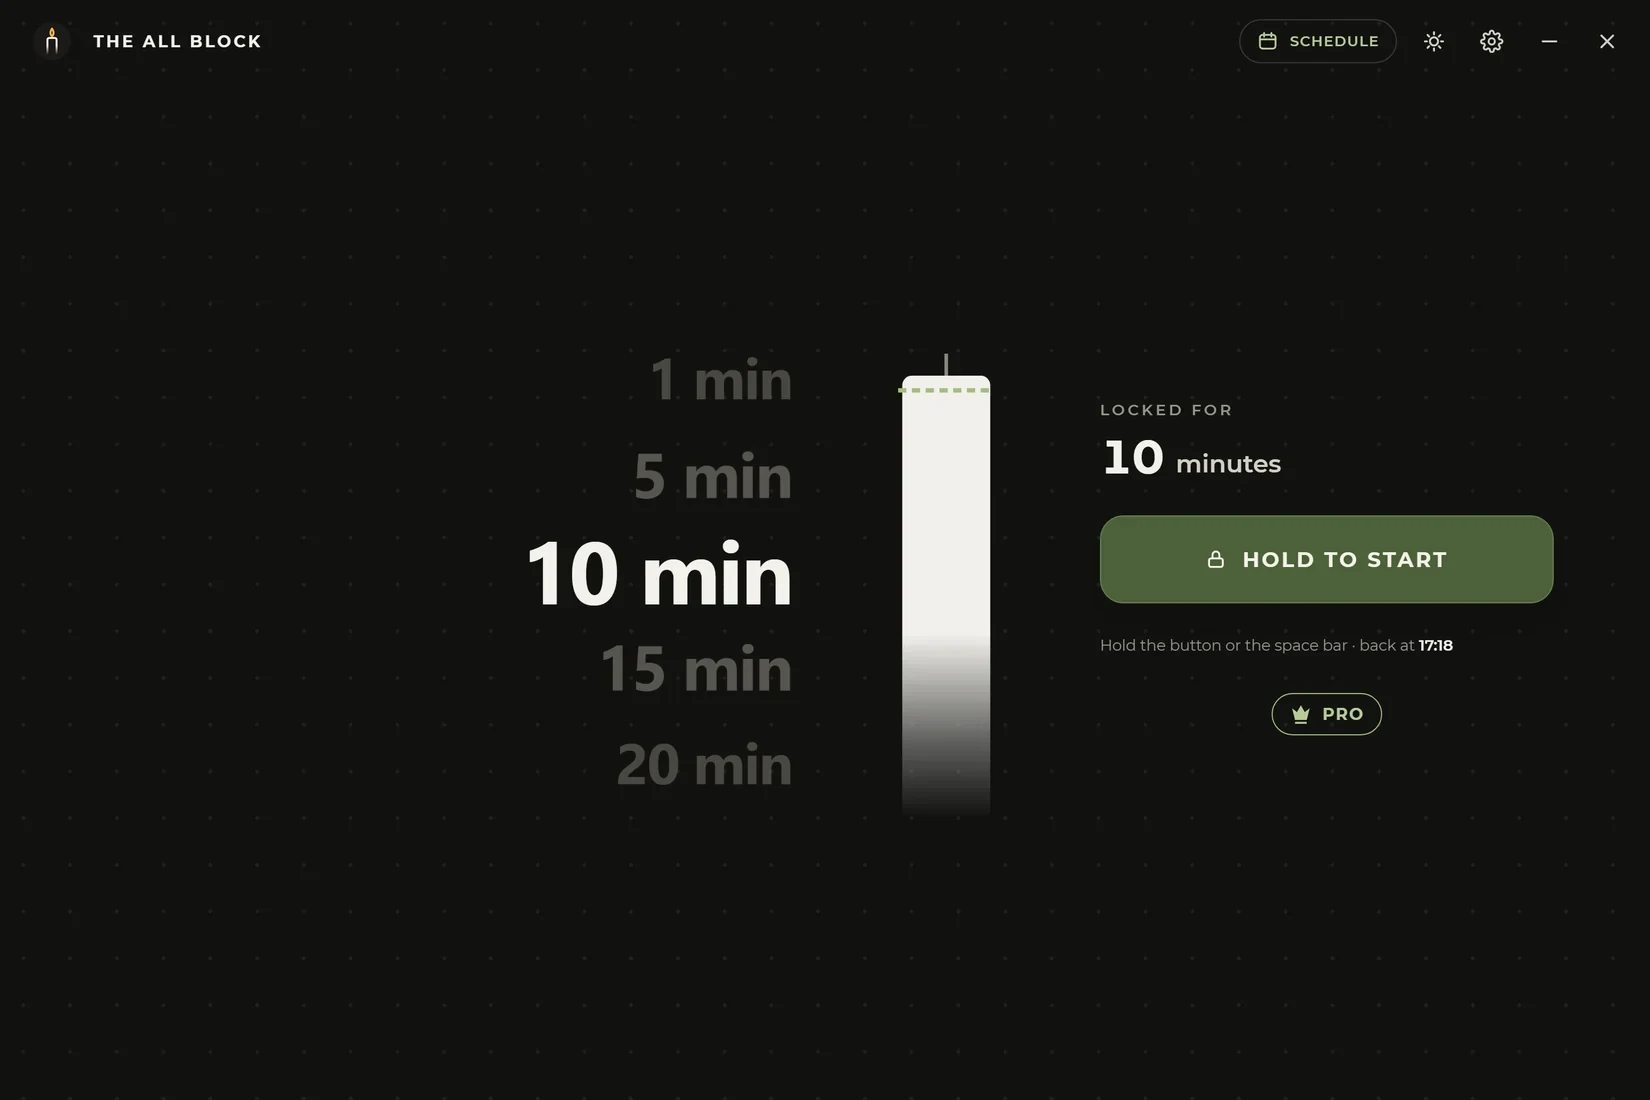 THE ALL BLOCK
SCHEDULE
1 min
5 min
10 min
15 min
20 min
LOCKED FOR
10 minutes
HOLD TO START
Hold the button or the space bar · back at 17:18
PRO